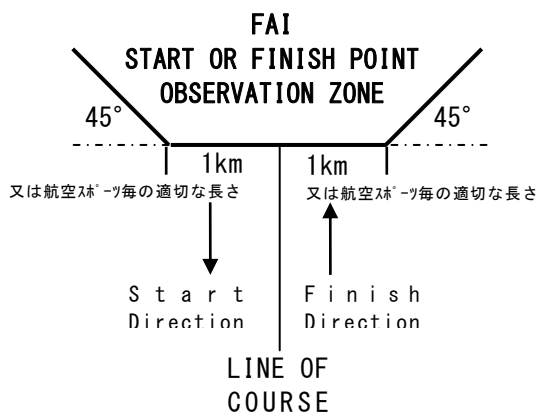 FAI
START OR FINISH POINT
OBSERVATION ZONE
45°
45°
1km
1km
又は航空ｽﾎﾟｰﾂ毎の適切な長さ
又は航空ｽﾎﾟｰﾂ毎の適切な長さ
Start
Direction
Finish
Direction
LINE OF
COURSE